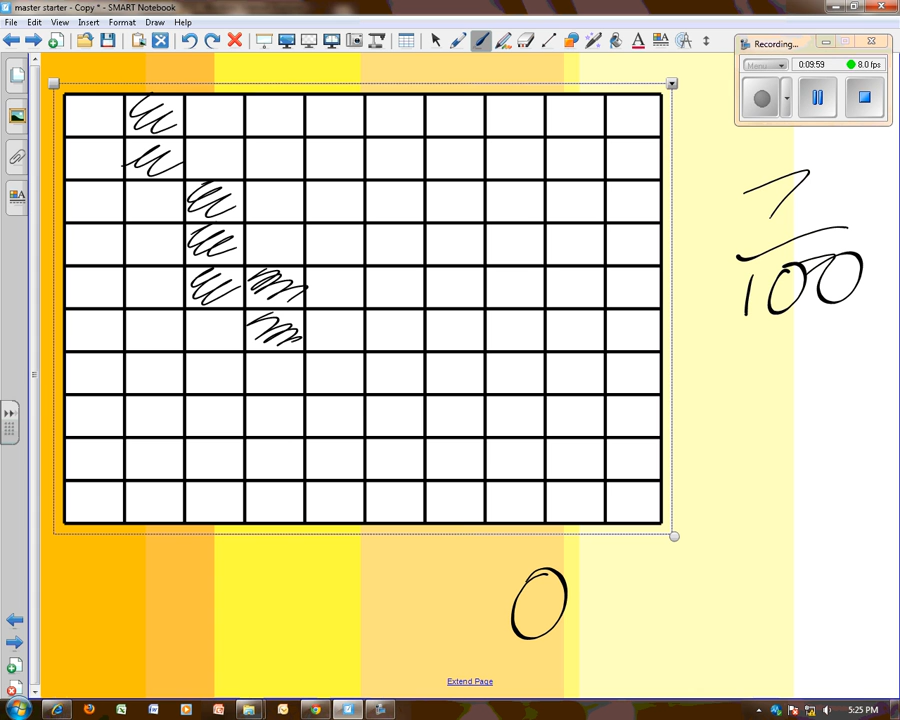 master starter - Copy * - SMART Notebook
File Edit View Insert Format Draw Help
Recording...
Menu
0:09:59
8.0 fps
7
100
0
Extend Page
5:25 PM